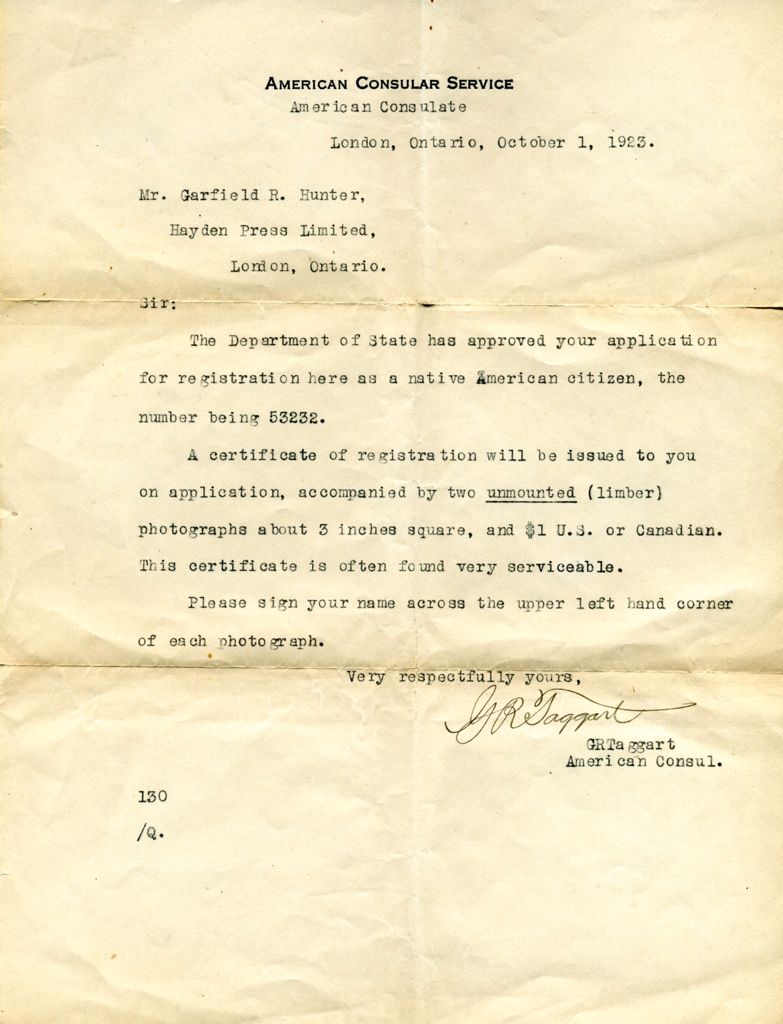 AMERICAN CONSULAR SERVICE
American Consulate
London, Ontario, October 1, 1923.
Mr. Garfield R. Hunter,
Hayden Press Limited,
London, Ontario.
Sir:
The Department of State has approved your application
for registration here as a native American citizen, the
number being 53232.
A certificate of registration will be issued to you
on application, accompanied by two unmounted (limber)
photographs about 3 inches square, and $1 U.S. or Canadian.
This certificate is often found very serviceable.
Please sign your name across the upper left hand corner
of each photograph.
Very respectfully yours,
GRTaggart
GRTaggart
American Consul.
130
/Q.